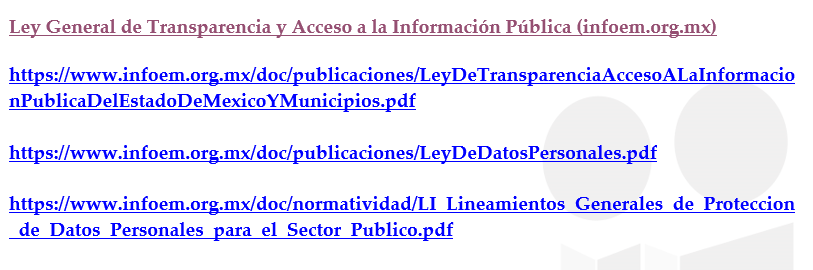 Ley General de Transparencia y Acceso a la Información Pública (infoem.org.mx)
https://www.infoem.org.mx/doc/publicaciones/LeyDeTransparenciaAccesoALaInformacio
nPublicaDelEstadoDeMexicoYMunicipios.pdf
https://www.infoem.org.mx/doc/publicaciones/LeyDeDatosPersonales.pdf
https://www.infoem.org.mx/doc/normatividad/LI_Lineamientos_Generales_de_Proteccion
_de_Datos_Personales_para_el_Sector_Publico.pdf